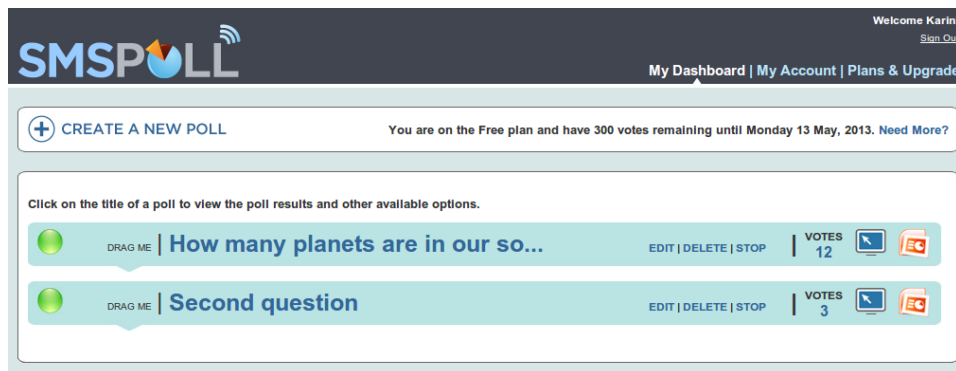 Welcome Karin
Sign Ou
SMSPOLL
My Dashboard | My Account | Plans & Upgrade
CREATE A NEW POLL
You are on the Free plan and have 300 votes remaining until Monday 13 May, 2013. Need More?
Click on the title of a poll to view the poll results and other available options.
DRAG ME | How many planets are in our so... EDIT | DELETE | STOP | VOTES 12
DRAG ME | Second question EDIT | DELETE | STOP | VOTES 3